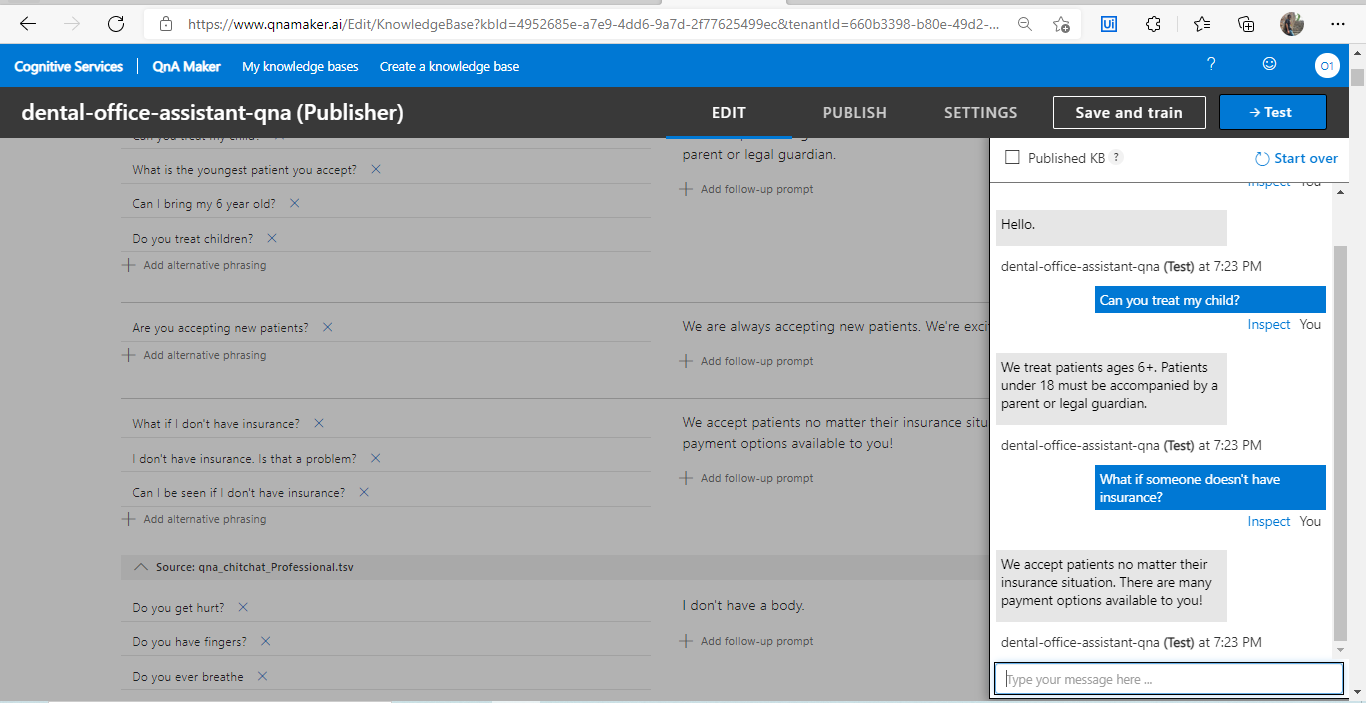 https://www.qnamaker.ai/Edit/KnowledgeBase?kbId=4952685e-a7e9-4dd6-9a7d-2f77625499ec&tenantId=660b3398-b80e-49d2-...
Cognitive Services QnA Maker My knowledge bases Create a knowledge base ? O1
dental-office-assistant-qna (Publisher) EDIT PUBLISH SETTINGS Save and train → Test
Can you treat my child?
What is the youngest patient you accept?
Can I bring my 6 year old?
Do you treat children?
+ Add alternative phrasing
parent or legal guardian.
+ Add follow-up prompt
Are you accepting new patients?
+ Add alternative phrasing
We are always accepting new patients. We're exci
+ Add follow-up prompt
What if I don't have insurance?
I don't have insurance. Is that a problem?
Can I be seen if I don't have insurance?
+ Add alternative phrasing
We accept patients no matter their insurance situ
payment options available to you!
+ Add follow-up prompt
Source: qna_chitchat_Professional.tsv
Do you get hurt?
Do you have fingers?
Do you ever breathe
I don't have a body.
+ Add follow-up prompt
Published KB ? Start over
Inspect You
Hello.
dental-office-assistant-qna (Test) at 7:23 PM
Can you treat my child?
Inspect You
We treat patients ages 6+. Patients
under 18 must be accompanied by a
parent or legal guardian.
dental-office-assistant-qna (Test) at 7:23 PM
What if someone doesn't have
insurance?
Inspect You
We accept patients no matter their
insurance situation. There are many
payment options available to you!
dental-office-assistant-qna (Test) at 7:23 PM
Type your message here ...